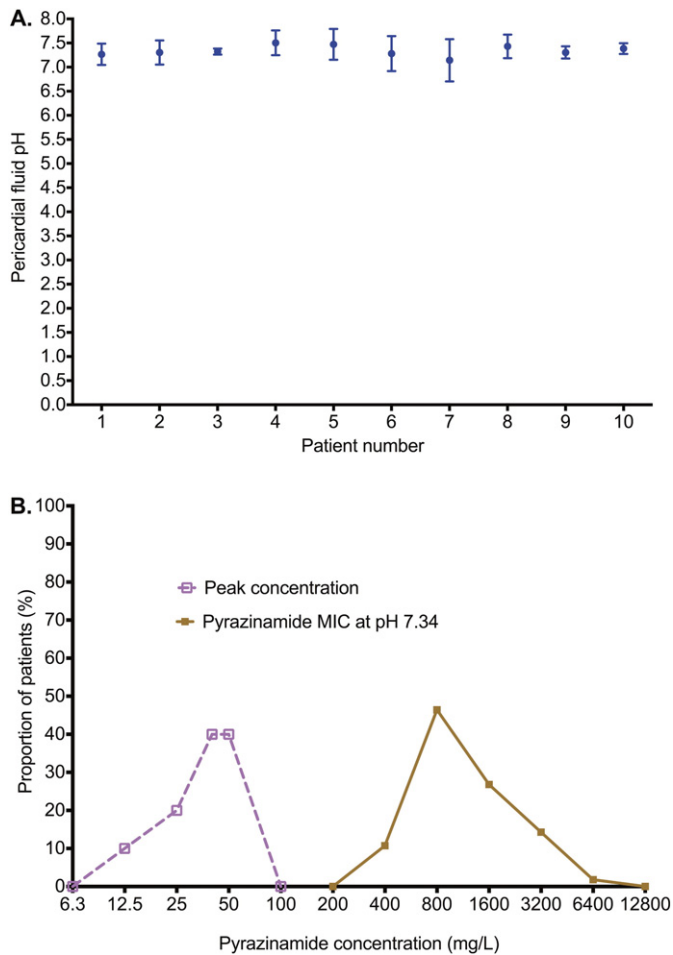 A.
8.0
7.5
7.0
6.5
6.0
5.5
5.0
4.5
4.0
3.5
3.0
2.5
2.0
1.5
1.0
0.5
0.0
Pericardial fluid pH
1 2 3 4 5 6 7 8 9 10
Patient number
B.
100
90
80
70
60
50
40
30
20
10
0
Proportion of patients (%)
Peak concentration
Pyrazinamide MIC at pH 7.34
6.3 12.5 25 50 100 200 400 800 1600 3200 6400 12800
Pyrazinamide concentration (mg/L)